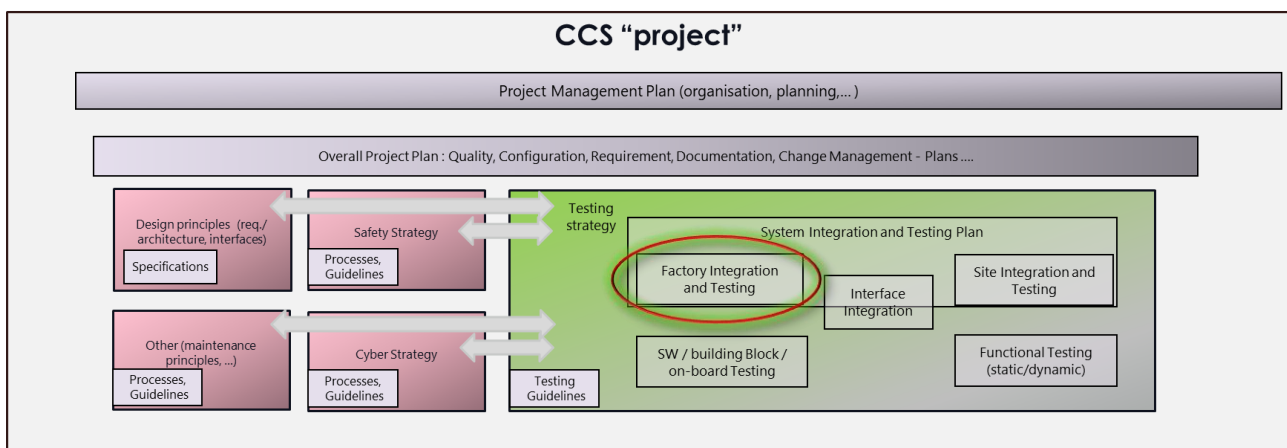 CCS “project”
Project Management Plan (organisation, planning,... )
Overall Project Plan : Quality, Configuration, Requirement, Documentation, Change Management - Plans ....
Design principles (req./
architecture, interfaces)
Specifications
Safety Strategy
Processes,
Guidelines
Testing
strategy
System Integration and Testing Plan
Factory Integration
and Testing
Interface
Integration
Site Integration and
Testing
Other (maintenance
principles, ...)
Processes,
Guidelines
Cyber Strategy
Processes,
Guidelines
Testing
Guidelines
SW / building Block /
on-board Testing
Functional Testing
(static/dynamic)